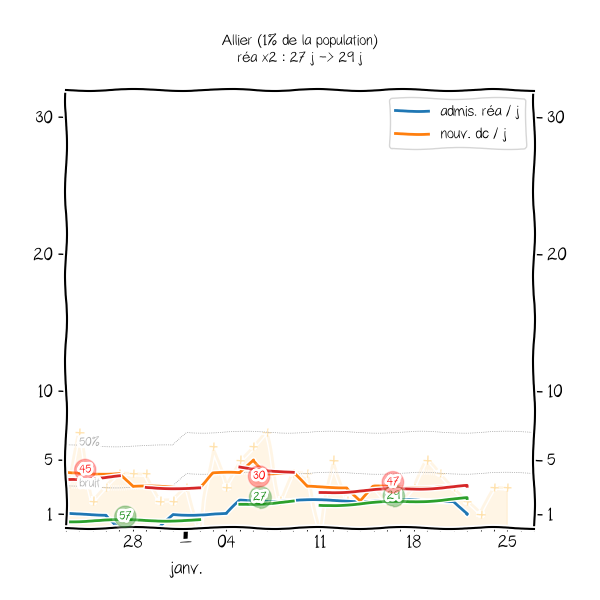 Allier (1% de la population)
réa x2 : 27 j -> 29 j
admis. réa / j
nouv. dc / j
30 30
20 20
10 10
5 5
1 1
50%
bruit
45
57
30
27
47
28 1 04 11 18 25
janv.